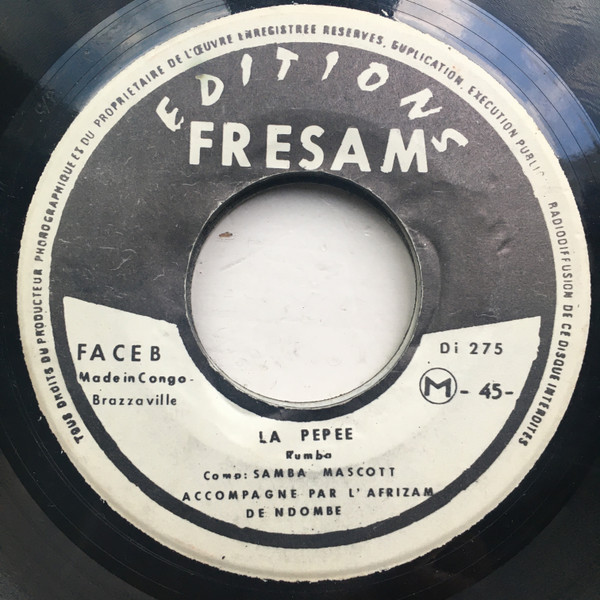 TOUS DROITS DU PRODUCTEUR PHONOGRAPHIQUE ET DU PROPRIETAIRE DE L'ŒUVRE ENREGISTREE RESERVES, DUPLICATION, EXECUTION PUBLI RADIODIFFUSION DE CE DISQUE INTERDITES
EDITIONS
FRESAM
FACE B
Di 275
Made in Congo-
M - 45-
Brazzaville
LA PEPEE
Rumba
Comp: SAMBA MASCOTT
ACCOMPAGNE PAR L'AFRIZAM
DE NDOMBE